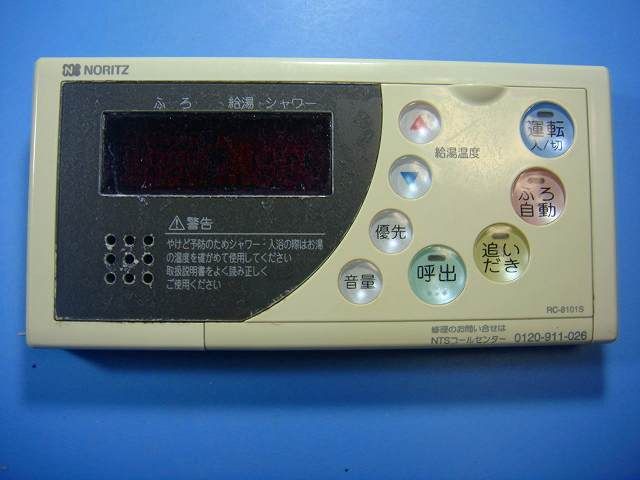 NORITZ
ふろ 給湯・シャワー
給湯温度
運転
入/切
ふろ
自動
優先
追い
だき
音量
呼出
警告
やけど予防のためシャワー・入浴の際はお湯
の温度を確かめて使用してください
取扱説明書をよく読み正しく
ご使用ください
RC-8101S
修理のお問い合せは
NTSコールセンター 0120-911-026